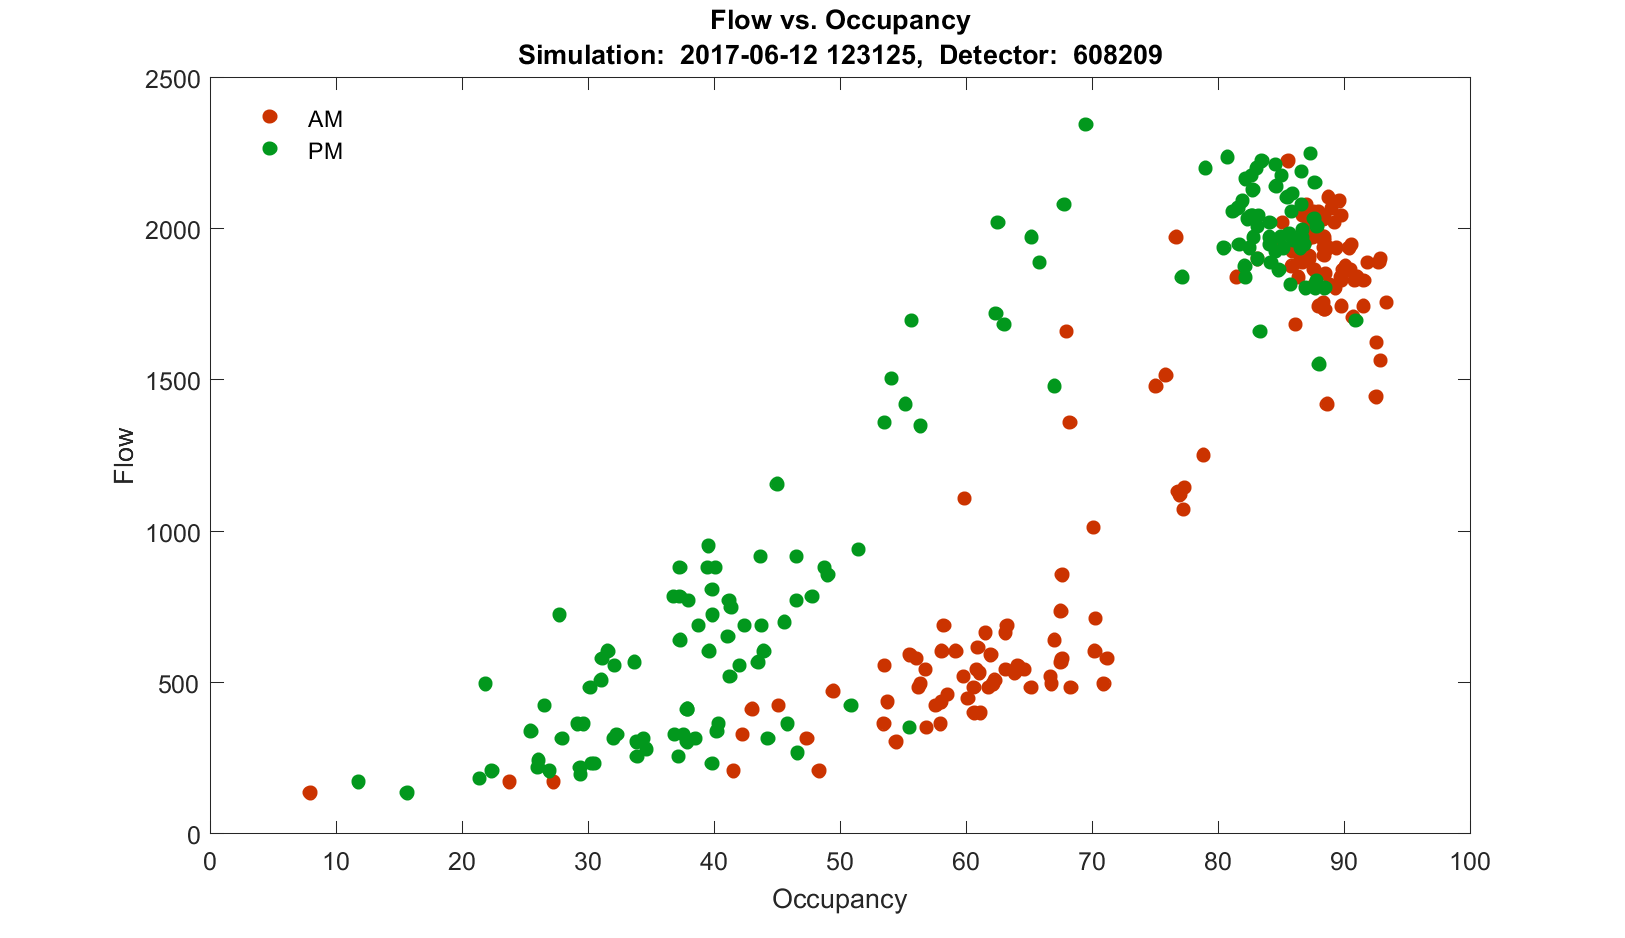 Flow vs. Occupancy
Simulation:  2017-06-12 123125,  Detector:  608209
2500
AM
PM
2000
1500
Flow
1000
500
0
0 10 20 30 40 50 60 70 80 90 100
Occupancy